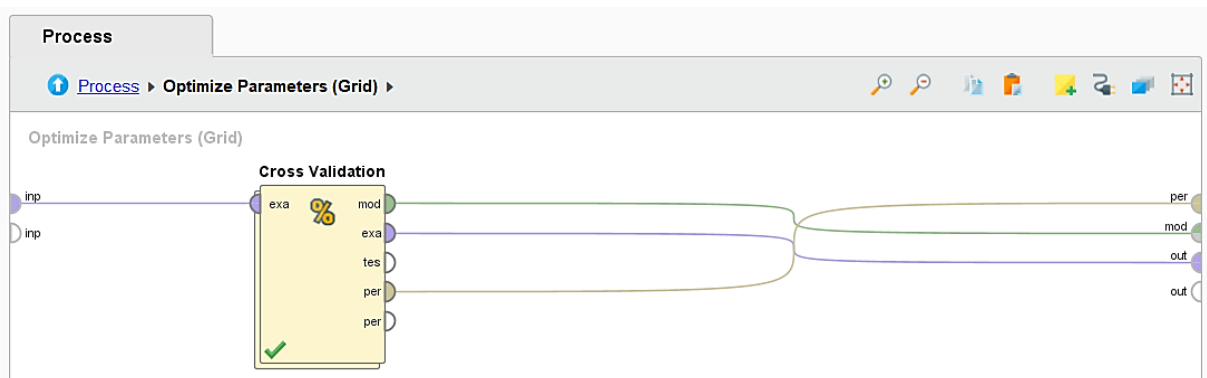 Process
Process ▸ Optimize Parameters (Grid) ▸
Optimize Parameters (Grid)
Cross Validation
inp
exa
mod
per
inp
exa
mod
tes
out
per
out
per